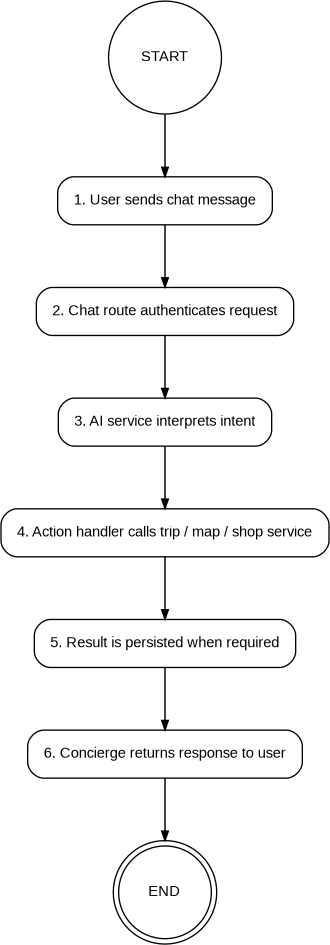 START
1. User sends chat message
2. Chat route authenticates request
3. AI service interprets intent
4. Action handler calls trip / map / shop service
5. Result is persisted when required
6. Concierge returns response to user
END